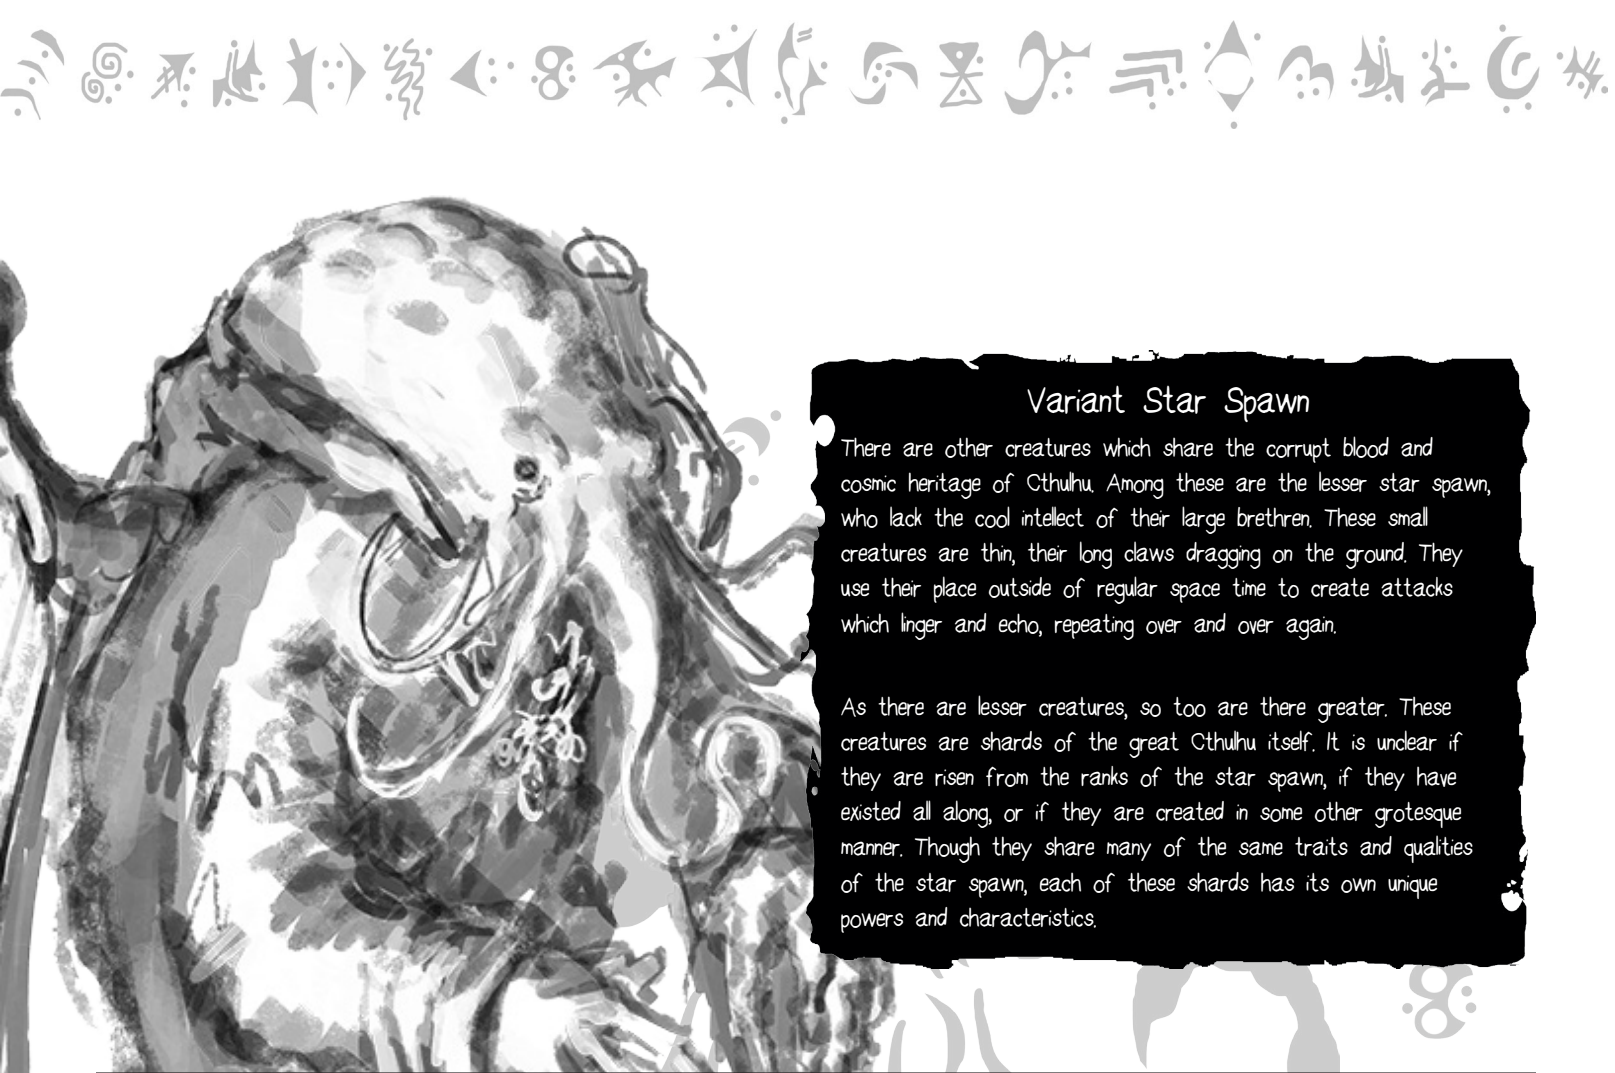 Variant Star Spawn
There are other creatures which share the corrupt blood and
cosmic heritage of Cthulhu. Among these are the lesser star spawn,
who lack the cool intellect of their large brethren. These small
creatures are thin, their long claws dragging on the ground. They
use their place outside of regular space time to create attacks
which linger and echo, repeating over and over again.
As there are lesser creatures, so too are there greater. These
creatures are shards of the great Cthulhu itself. It is unclear if
they are risen from the ranks of the star spawn, if they have
existed all along, or if they are created in some other grotesque
manner. Though they share many of the same traits and qualities
of the star spawn, each of these shards has its own unique
powers and characteristics.